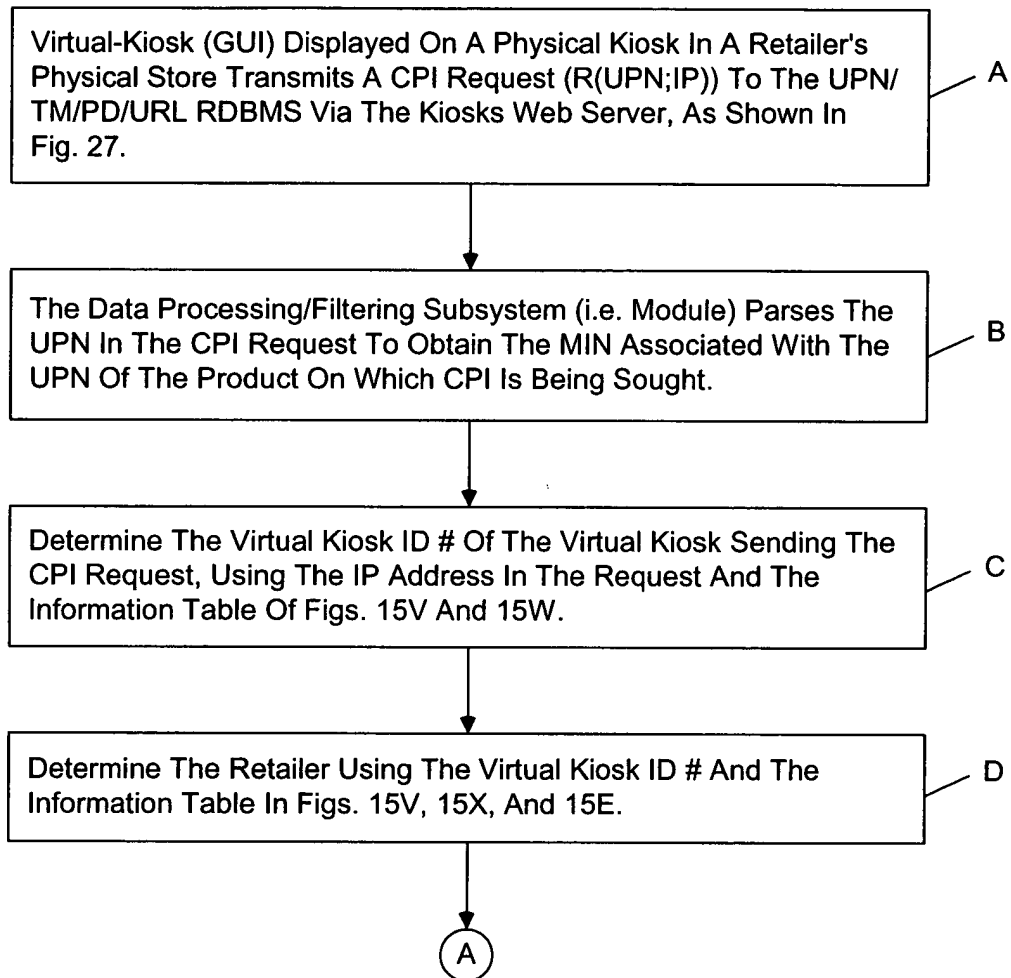 Virtual-Kiosk (GUI) Displayed On A Physical Kiosk In A Retailer's
Physical Store Transmits A CPI Request (R(UPN;IP)) To The UPN/
TM/PD/URL RDBMS Via The Kiosks Web Server, As Shown In
Fig. 27.
A
The Data Processing/Filtering Subsystem (i.e. Module) Parses The
UPN In The CPI Request To Obtain The MIN Associated With The
UPN Of The Product On Which CPI Is Being Sought.
B
Determine The Virtual Kiosk ID # Of The Virtual Kiosk Sending The
CPI Request, Using The IP Address In The Request And The
Information Table Of Figs. 15V And 15W.
C
Determine The Retailer Using The Virtual Kiosk ID # And The
Information Table In Figs. 15V, 15X, And 15E.
D
A